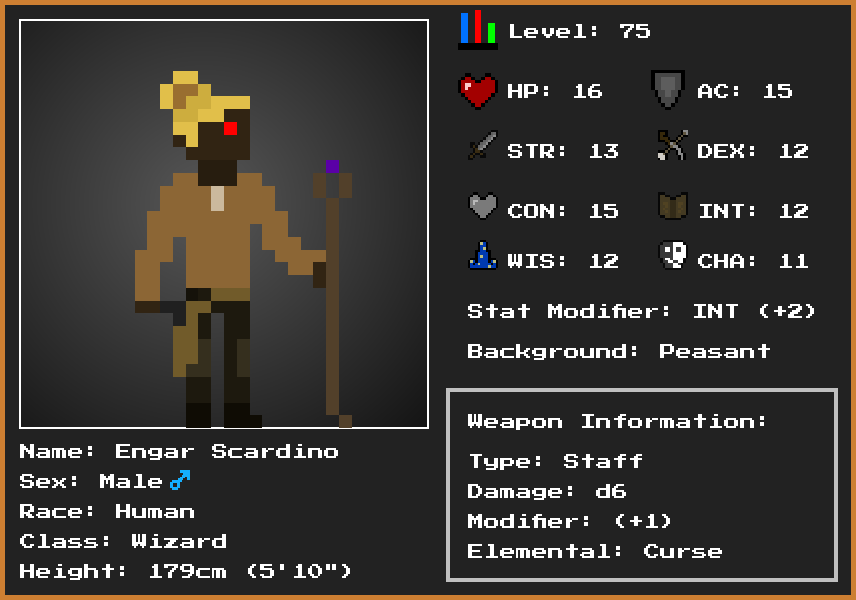 Level: 75
HP: 16
AC: 15
STR: 13
DEX: 12
CON: 15
INT: 12
WIS: 12
CHA: 11
Stat Modifier: INT (+2)
Background: Peasant
Weapon Information:
Type: Staff
Damage: d6
Modifier: (+1)
Elemental: Curse
Name: Engar Scardino
Sex: Male♂
Race: Human
Class: Wizard
Height: 179cm (5'10")